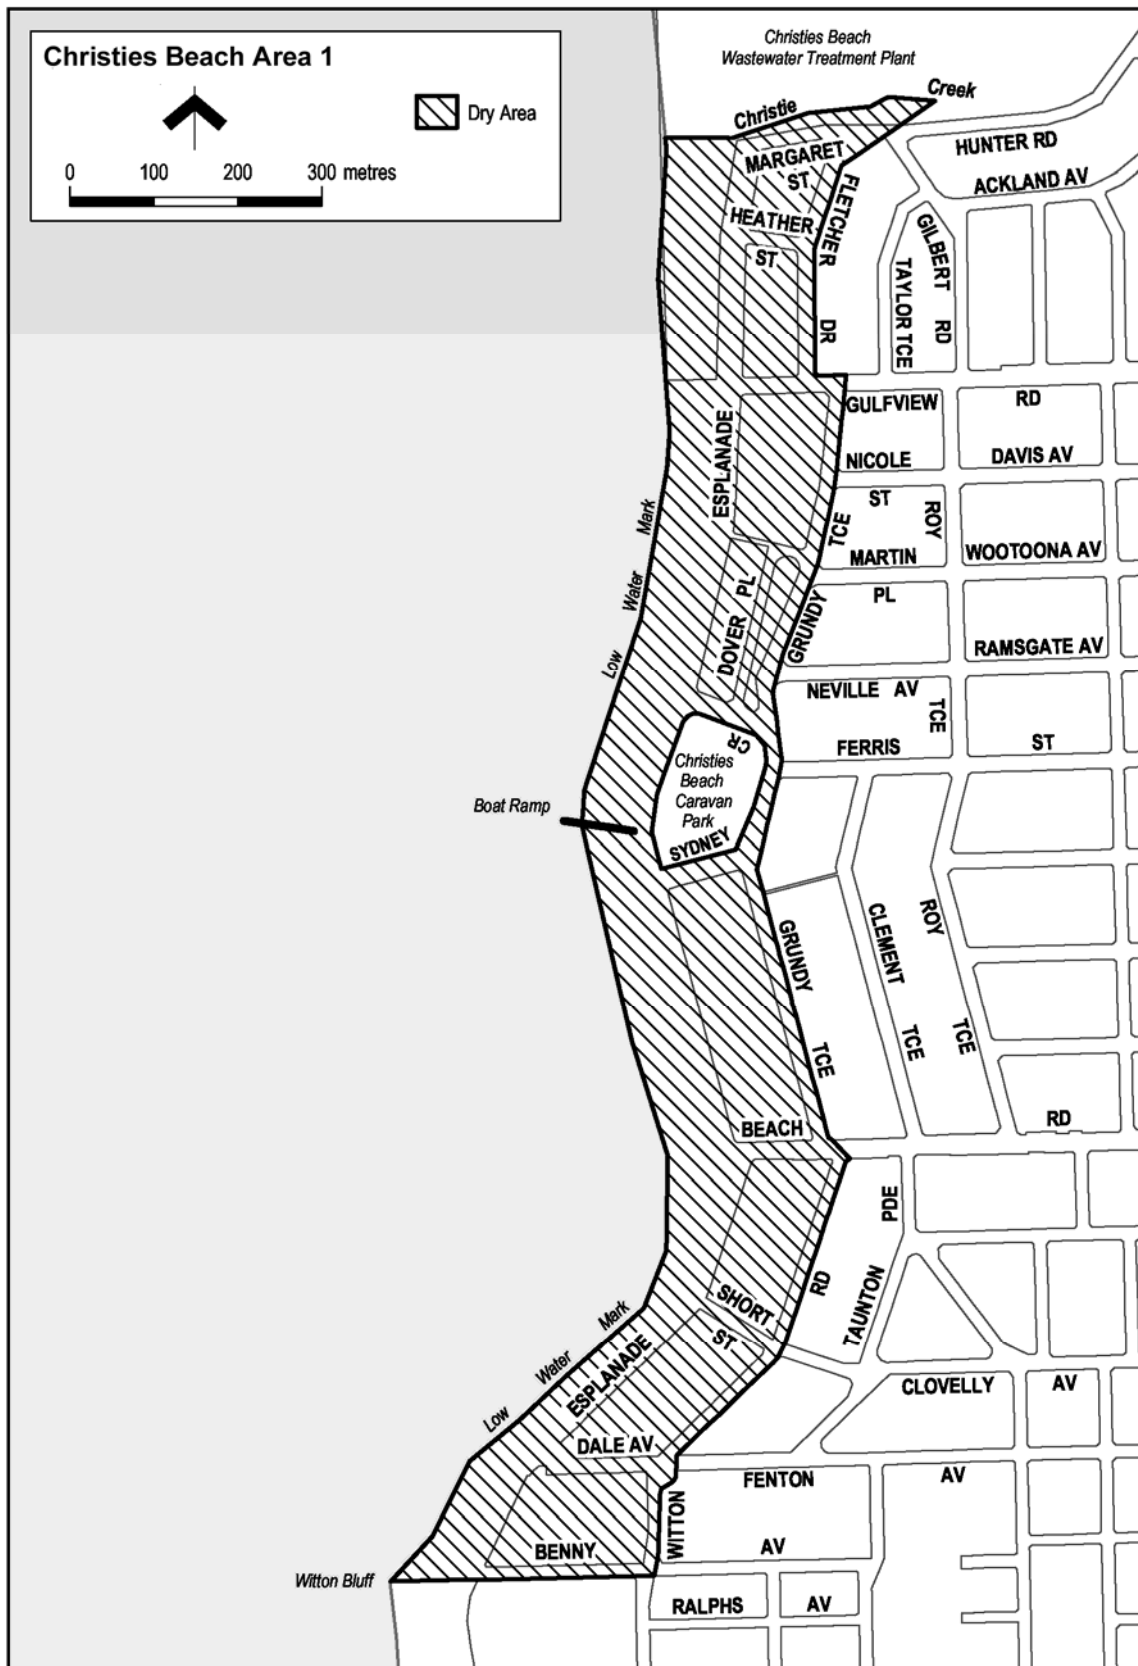 Christies Beach Area 1
Dry Area
0 100 200 300 metres
Christies Beach
Wastewater Treatment Plant
Christie Creek
HUNTER RD
ACKLAND AV
MARGARET
ST
HEATHER
ST
FLETCHER
DR
GILBERT
RD
TAYLOR TCE
GULFVIEW RD
NICOLE DAVIS AV
ST
ROY
ESPLANADE
TCE
MARTIN WOOTOONA AV
PL
Low Water Mark
DOVER PL
GRUNDY
RAMSGATE AV
NEVILLE AV
TCE
FERRIS ST
CR
Christies
Beach
Caravan
Park
SYDNEY
Boat Ramp
GRUNDY
TCE
CLEMENT
TCE
ROY
TCE
BEACH RD
PDE
TAUNTON
RD
SHORT
ST
Low Water Mark
ESPLANADE
CLOVELLY AV
DALE AV
FENTON AV
WITTON
AV
BENNY
Witton Bluff
RALPHS AV